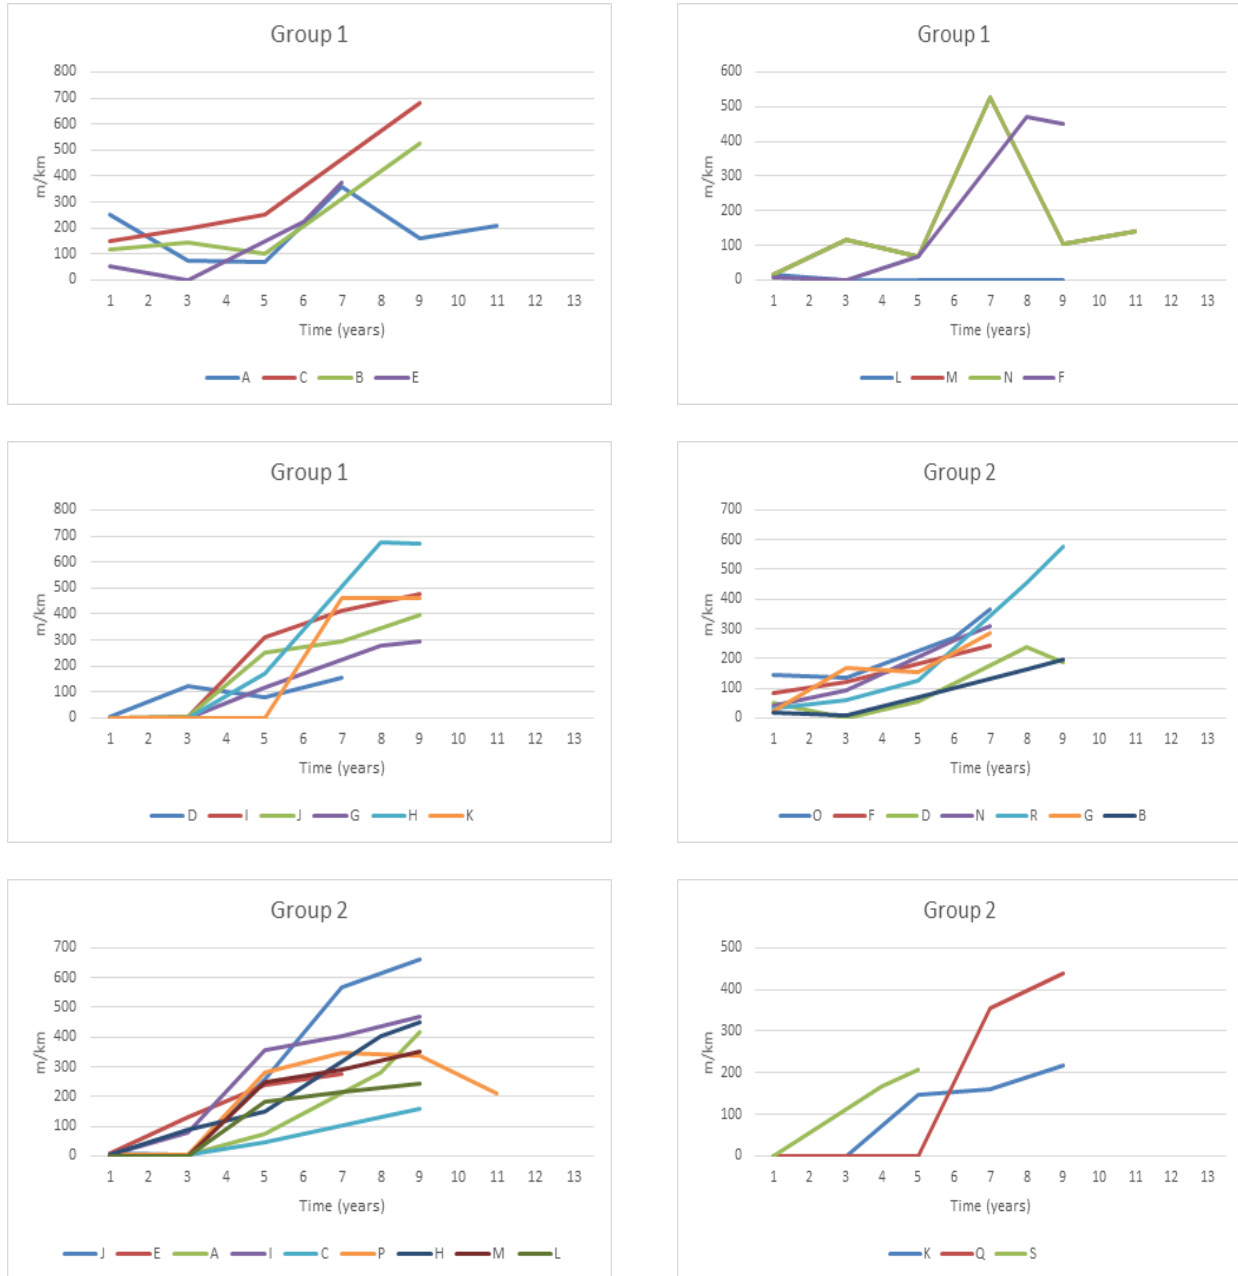 Group 1
800
700
600
500
400
300
200
100
0
m/km
1 2 3 4 5 6 7 8 9 10 11 12 13
Time (years)
A C B E
Group 1
600
500
400
300
200
100
0
m/km
1 2 3 4 5 6 7 8 9 10 11 12 13
Time (years)
L M N F
Group 1
800
700
600
500
400
300
200
100
0
m/km
1 2 3 4 5 6 7 8 9 10 11 12 13
Time (years)
D I J G H K
Group 2
700
600
500
400
300
200
100
0
m/km
1 2 3 4 5 6 7 8 9 10 11 12 13
Time (years)
O F D N R G B
Group 2
700
600
500
400
300
200
100
0
m/km
1 2 3 4 5 6 7 8 9 10 11 12 13
Time (years)
J E A I C P H M L
Group 2
500
400
300
200
100
0
m/km
1 2 3 4 5 6 7 8 9 10 11 12 13
Time (years)
K Q S